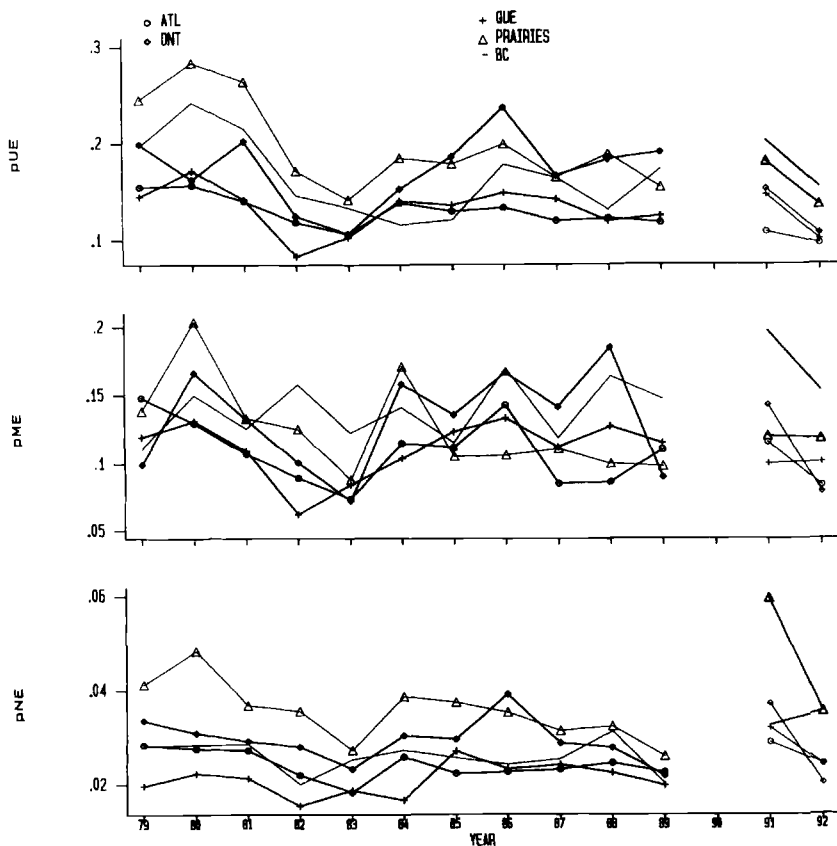 ATL
ONT
QUE
PRAIRIES
BC
pUE
.3
.2
.1
pME
.2
.15
.1
.05
pNE
.06
.04
.02
79 80 81 82 83 84 85 86 87 88 89 90 91 92
YEAR